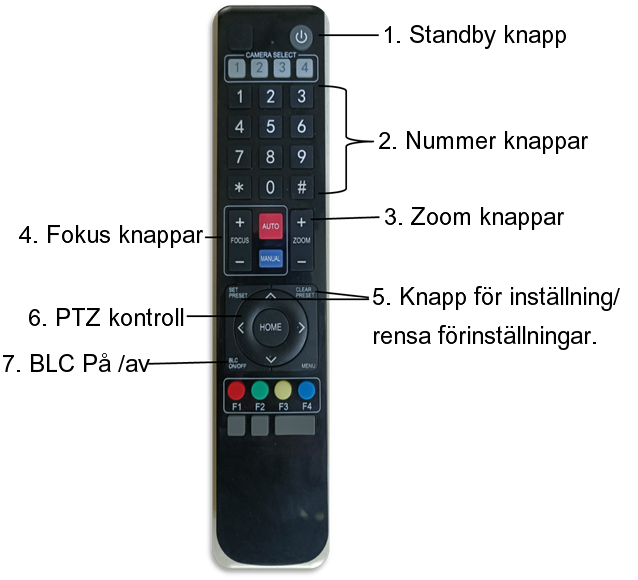 1. Standby knapp
CAMERA SELECT
1 2 3 4
1 2 3
4 5 6
7 8 9
* 0 #
2. Nummer knappar
3. Zoom knappar
4. Fokus knappar
+ AUTO +
FOCUS ZOOM
- MANUAL -
SET
PRESET
CLEAR
PRESET
5. Knapp för inställning/
rensa förinställningar.
6. PTZ kontroll
HOME
7. BLC På /av
BLC
ON/OFF
MENU
F1 F2 F3 F4